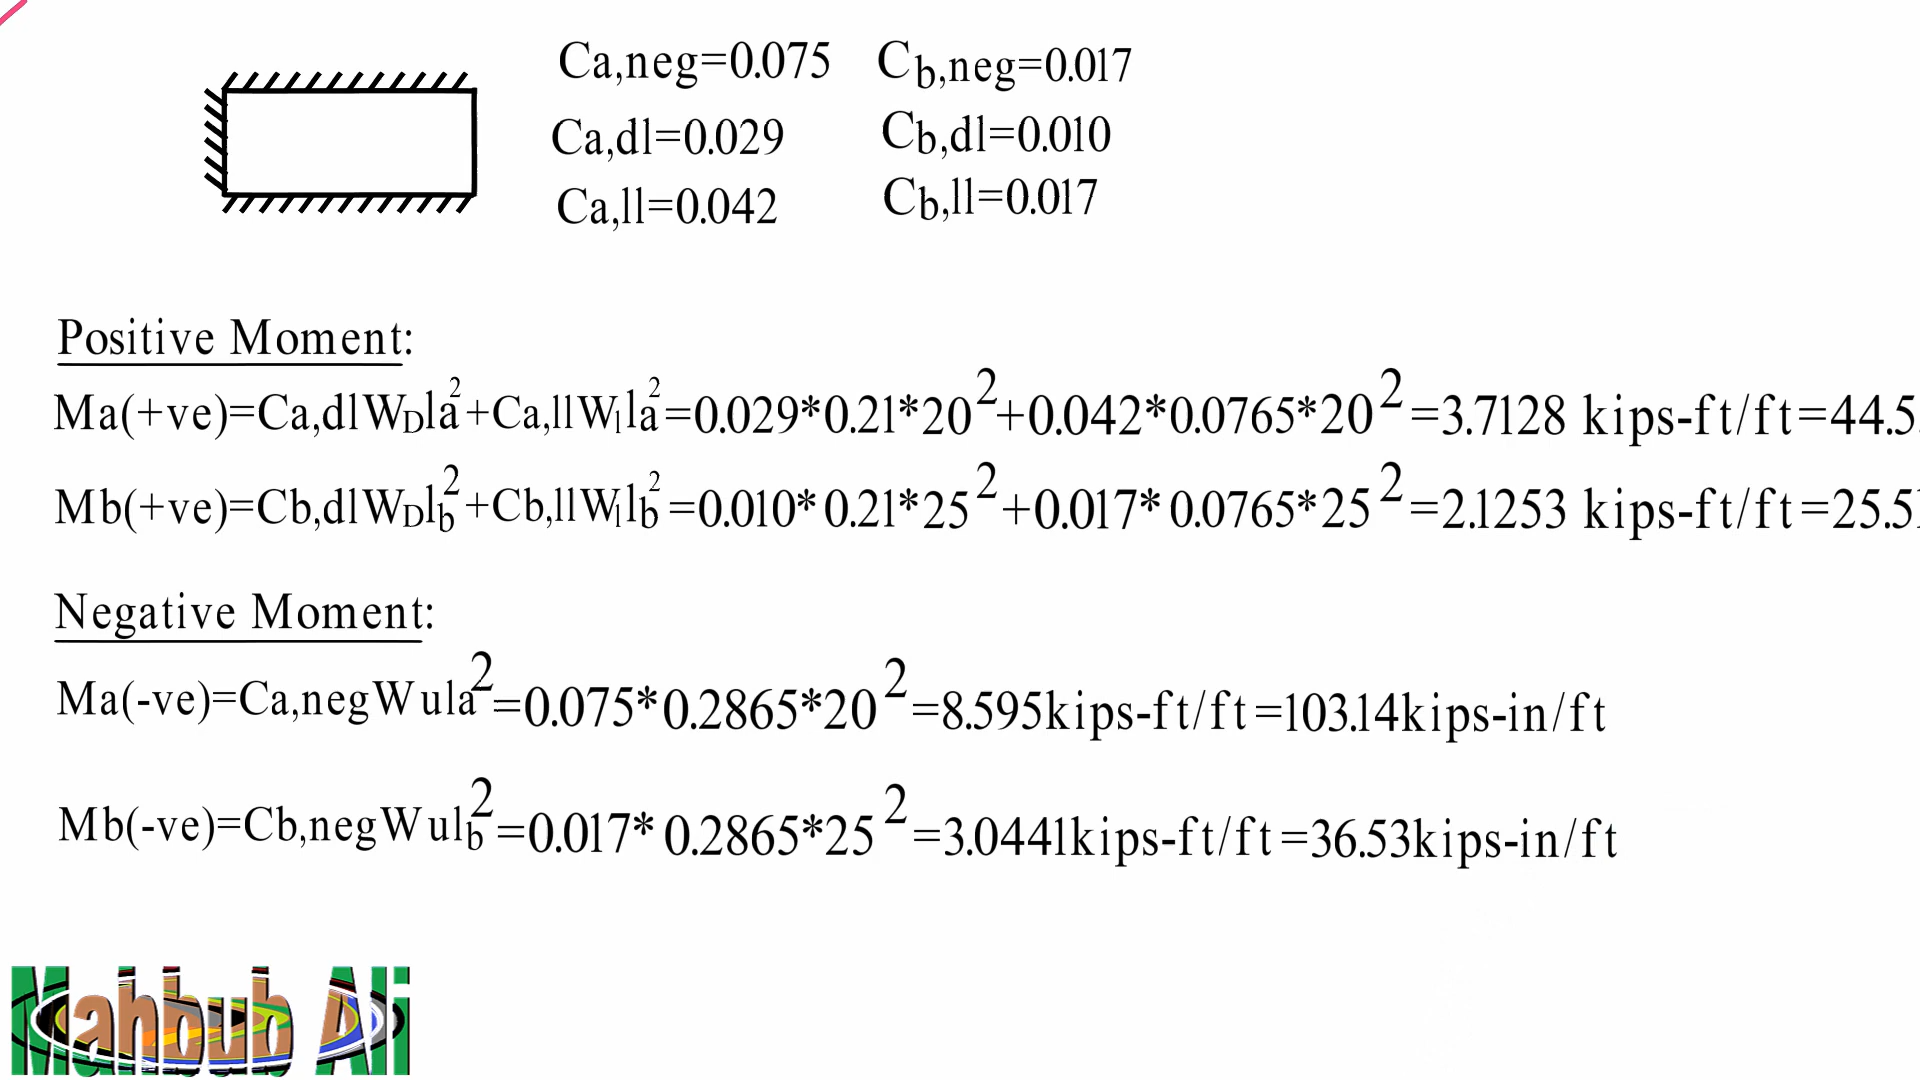 Ca,neg=0.075 Cb,neg=0.017
Ca,dl=0.029 Cb,dl=0.010
Ca,ll=0.042 Cb,ll=0.017
Positive Moment:
Ma(+ve)=Ca,dlWDla²+Ca,llWlla²=0.029*0.21*20²+0.042*0.0765*20²=3.7128 kips-ft/ft=44.5
Mb(+ve)=Cb,dlWDlb²+Cb,llWllb²=0.010*0.21*25²+0.017*0.0765*25²=2.1253 kips-ft/ft=25.5
Negative Moment:
Ma(-ve)=Ca,negWula²=0.075*0.2865*20²=8.595kips-ft/ft=103.14kips-in/ft
Mb(-ve)=Cb,negWulb²=0.017*0.2865*25²=3.0441kips-ft/ft=36.53kips-in/ft
Mahbub Ali